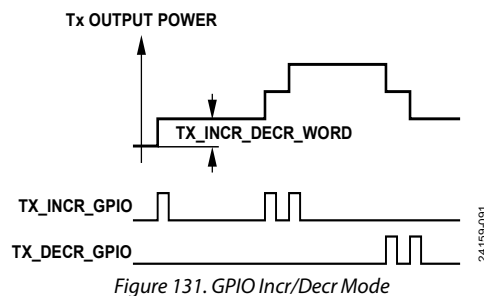 Tx OUTPUT POWER
TX_INCR_DECR_WORD
TX_INCR_GPIO
TX_DECR_GPIO
24159-091
Figure 131. GPIO Incr/Decr Mode